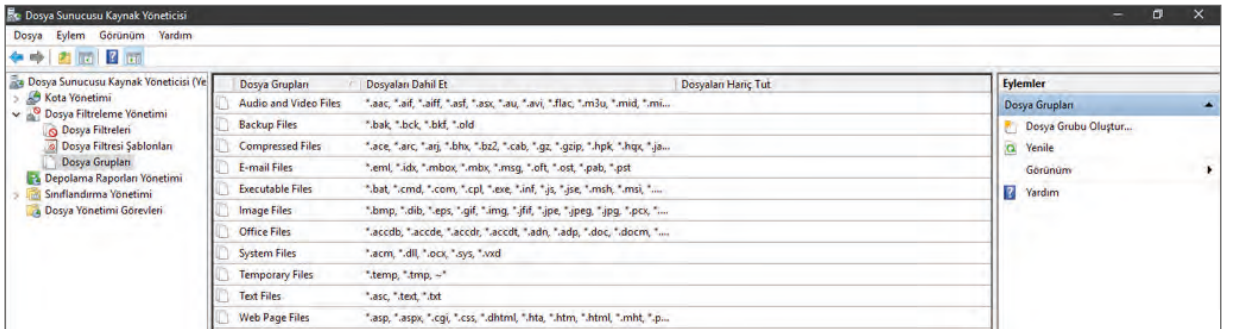 Dosya Sunucusu Kaynak Yöneticisi
Dosya Eylem Görünüm Yardım
Dosya Sunucusu Kaynak Yöneticisi (Ye
Kota Yönetimi
Dosya Filtreleme Yönetimi
Dosya Filtreleri
Dosya Filtresi Şablonları
Dosya Grupları
Depolama Raporları Yönetimi
Sınıflandırma Yönetimi
Dosya Yönetimi Görevleri
Dosya Grupları Dosyaları Dahil Et Dosyaları Hariç Tut
Audio and Video Files *.aac, *.aif, *.aiff, *.asf, *.asx, *.au, *.avi, *.flac, *.m3u, *.mid, *.mi...
Backup Files *.bak, *.bck, *.bkf, *.old
Compressed Files *.ace, *.arc, *.arj, *.bhx, *.bz2, *.cab, *.gz, *.gzip, *.hpk, *.hqx, *.ja...
E-mail Files *.eml, *.idx, *.mbox, *.mbx, *.msg, *.oft, *.ost, *.pab, *.pst
Executable Files *.bat, *.cmd, *.com, *.cpl, *.exe, *.inf, *.js, *.jse, *.msh, *.msi, *....
Image Files *.bmp, *.dib, *.eps, *.gif, *.img, *.jfif, *.jpe, *.jpeg, *.jpg, *.pcx, *....
Office Files *.accdb, *.accde, *.accdr, *.accdt, *.adn, *.adp, *.doc, *.docm, *....
System Files *.acm, *.dll, *.ocx, *.sys, *.vxd
Temporary Files *.temp, *.tmp, ~*
Text Files *.asc, *.text, *.txt
Web Page Files *.asp, *.aspx, *.cgi, *.css, *.dhtml, *.hta, *.htm, *.html, *.mht, *.p...
Eylemler
Dosya Grupları
Dosya Grubu Oluştur...
Yenile
Görünüm
Yardım